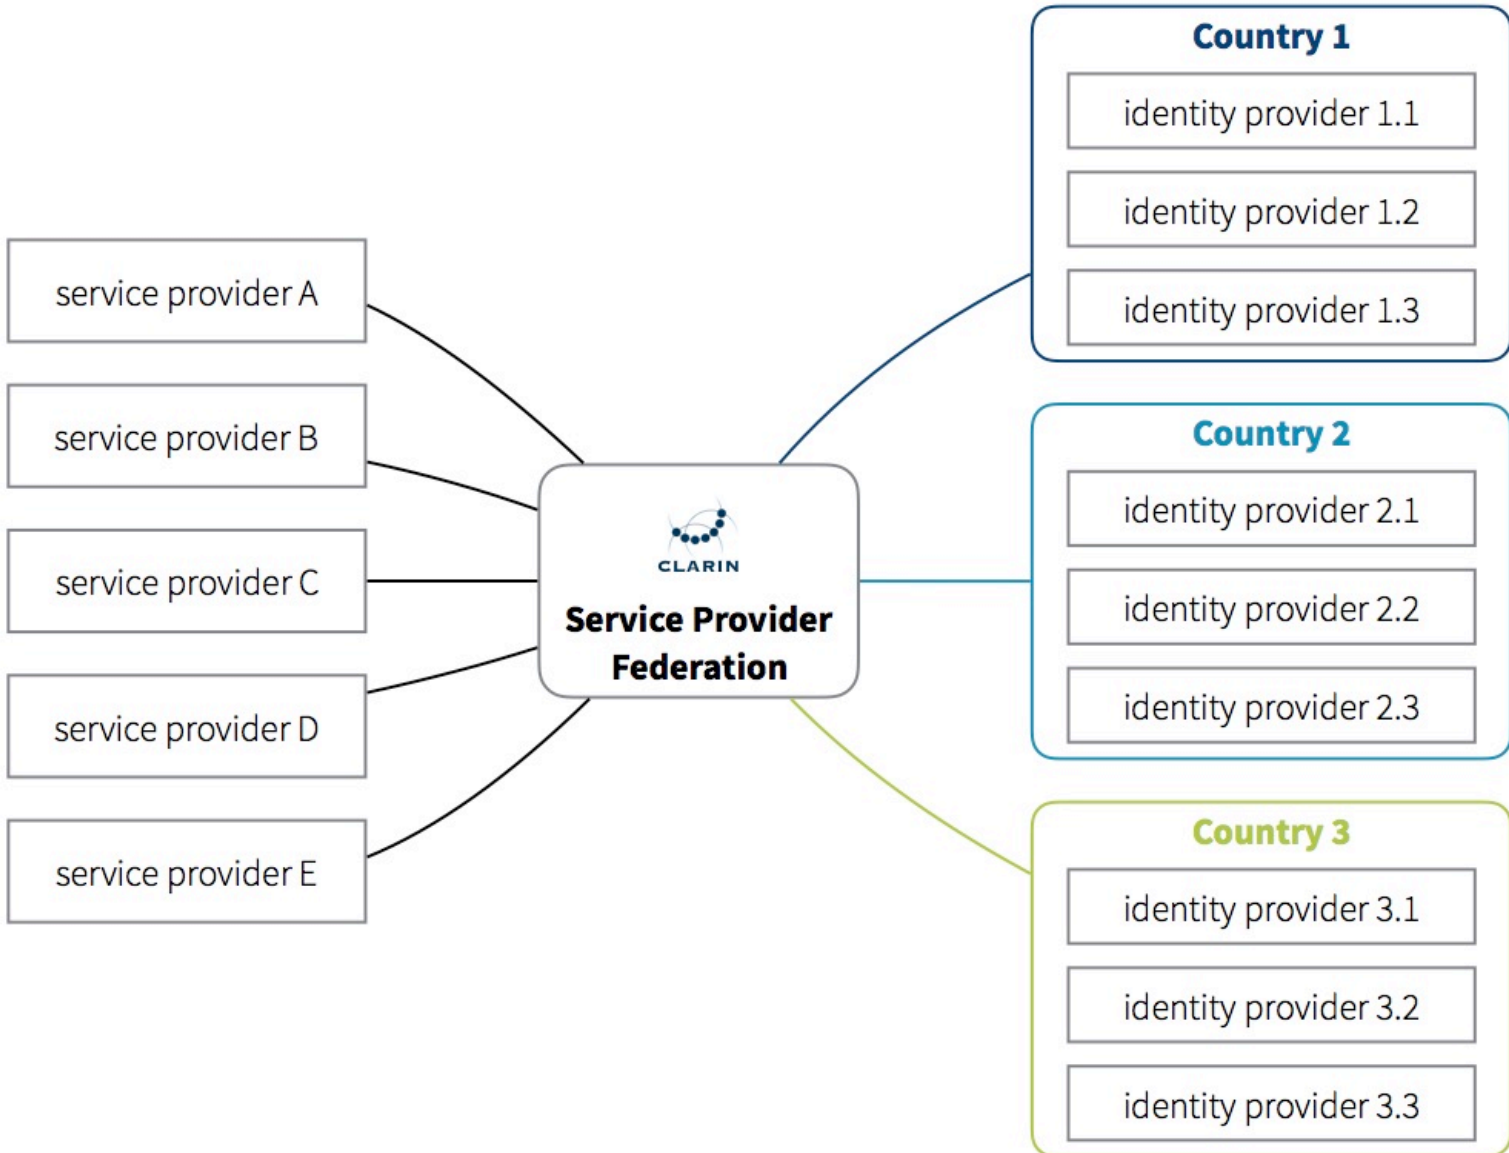 service provider A
service provider B
service provider C
service provider D
service provider E
CLARIN
Service Provider
Federation
Country 1
identity provider 1.1
identity provider 1.2
identity provider 1.3
Country 2
identity provider 2.1
identity provider 2.2
identity provider 2.3
Country 3
identity provider 3.1
identity provider 3.2
identity provider 3.3